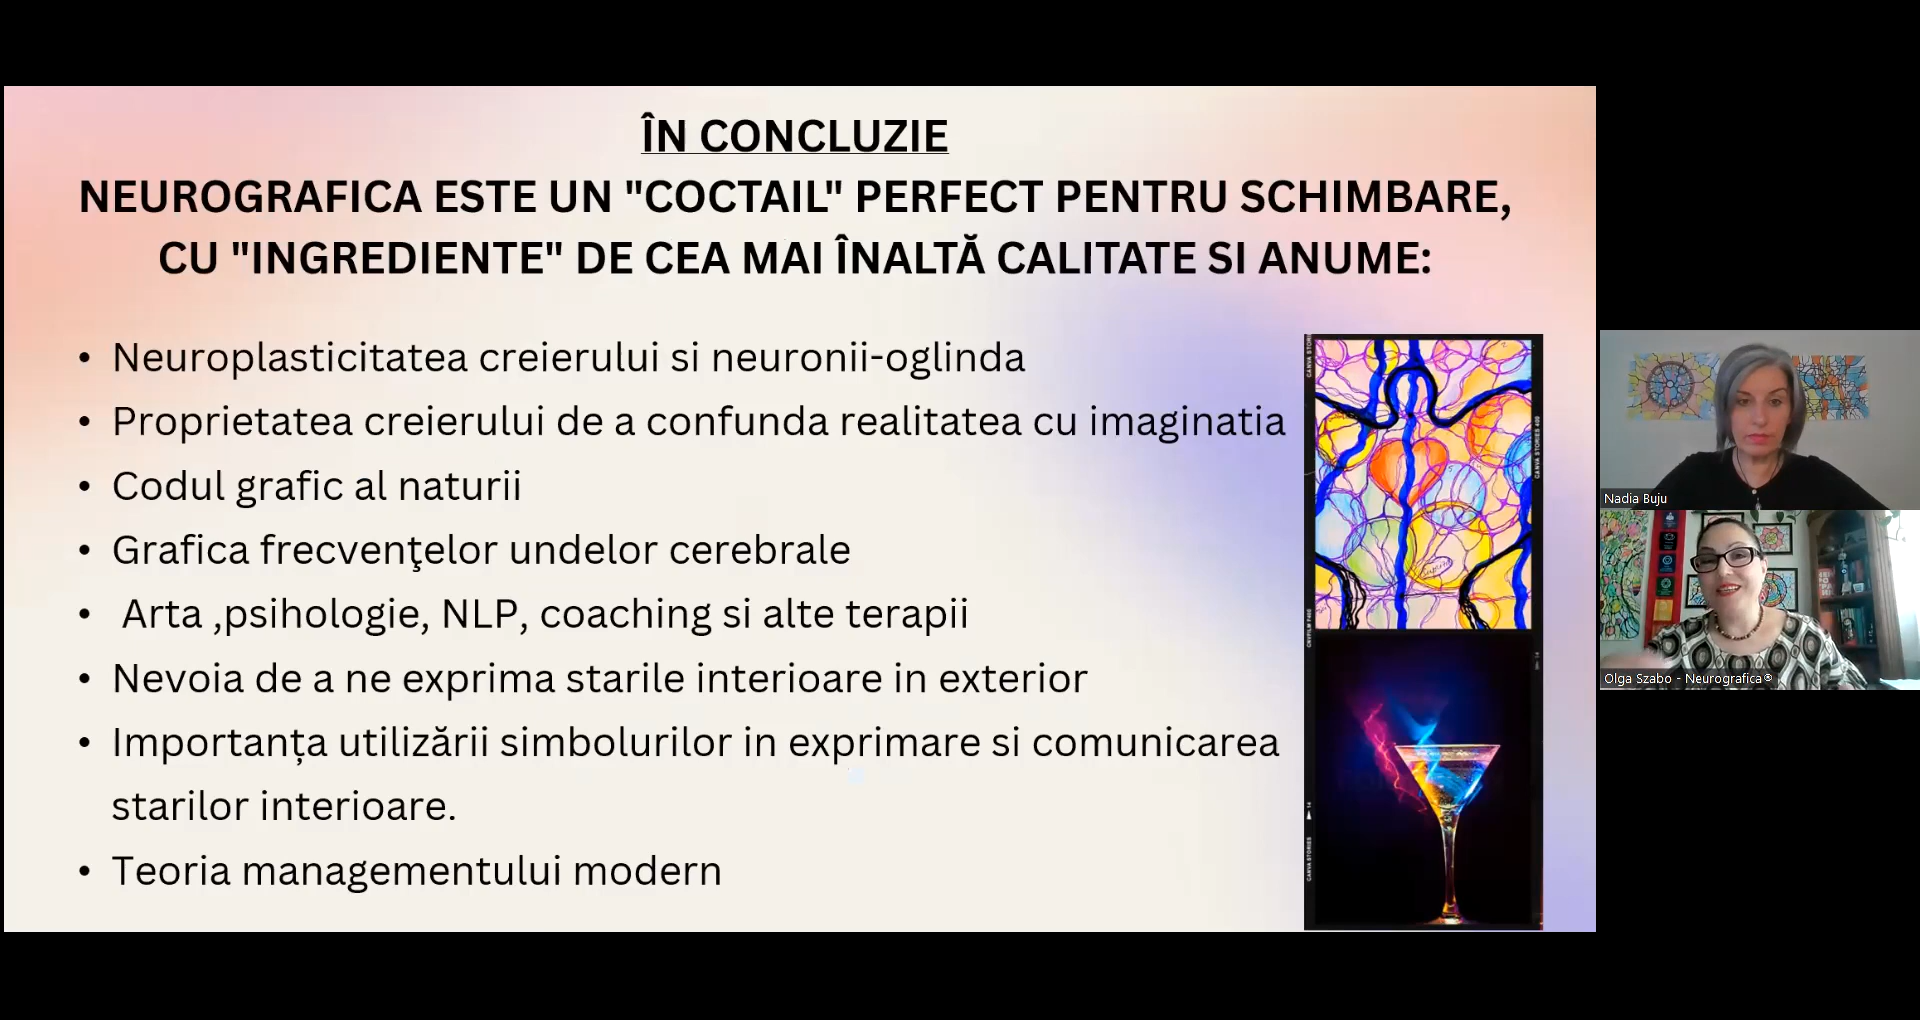 ÎN CONCLUZIE
NEUROGRAFICA ESTE UN "COCTAIL" PERFECT PENTRU SCHIMBARE,
CU "INGREDIENTE" DE CEA MAI ÎNALTĂ CALITATE SI ANUME:
• Neuroplasticitatea creierului si neuronii-oglinda
• Proprietatea creierului de a confunda realitatea cu imaginatia
• Codul grafic al naturii
• Grafica frecvenţelor undelor cerebrale
• Arta ,psihologie, NLP, coaching si alte terapii
• Nevoia de a ne exprima starile interioare in exterior
• Importanța utilizării simbolurilor in exprimare si comunicarea
starilor interioare.
• Teoria managementului modern
CANVA STORIES
Nadia Buju
Olga Szabo - Neurografica®